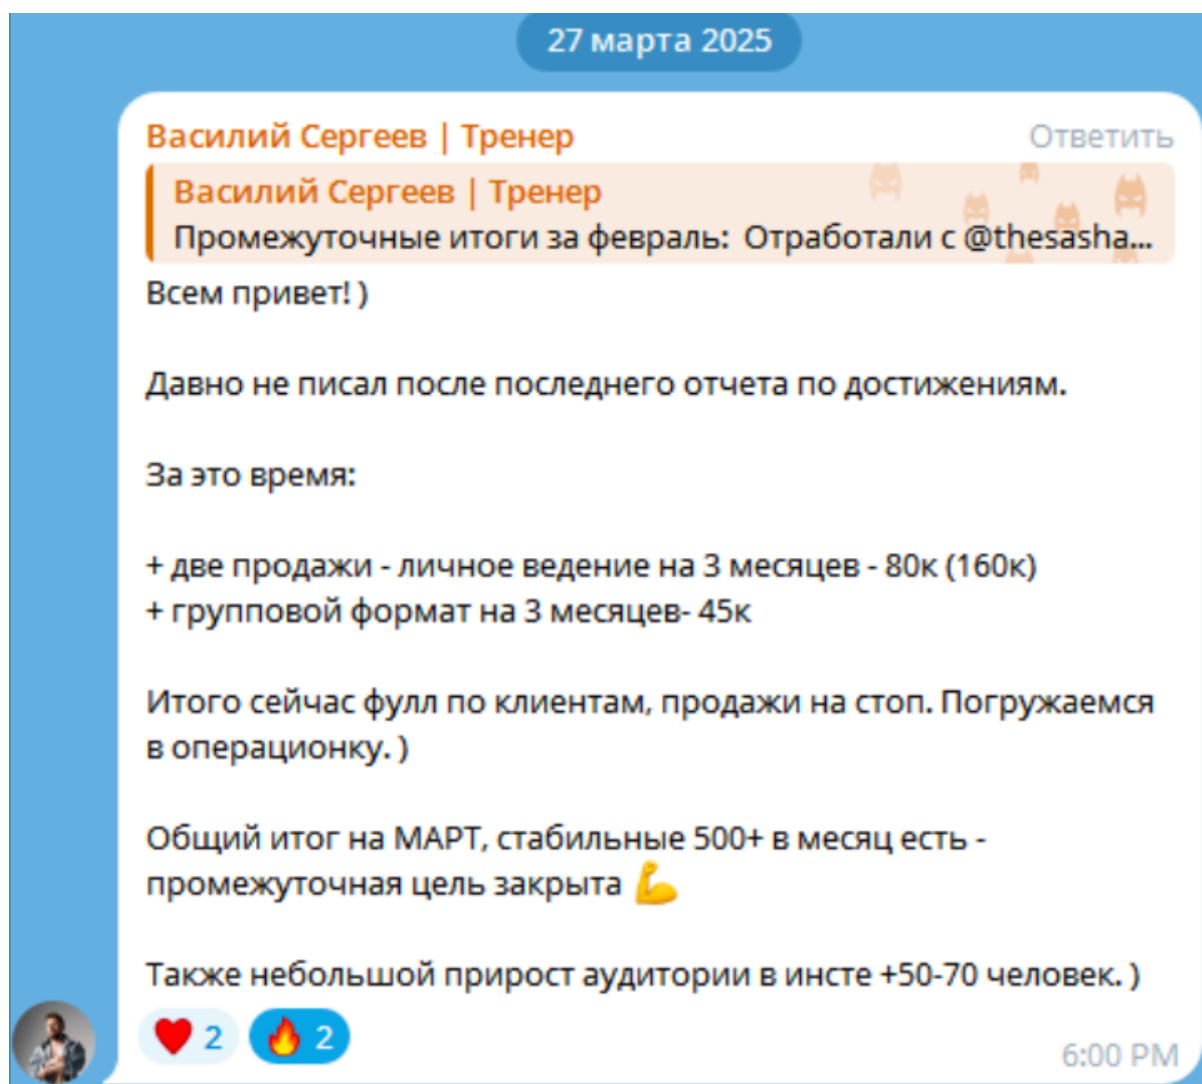 27 марта 2025
Василий Сергеев | Тренер
Ответить
Василий Сергеев | Тренер
Промежуточные итоги за февраль: Отработали с @thesasha...
Всем привет! )
Давно не писал после последнего отчета по достижениям.
За это время:
+ две продажи - личное ведение на 3 месяцев - 80к (160к)
+ групповой формат на 3 месяцев- 45к
Итого сейчас фулл по клиентам, продажи на стоп. Погружаемся
в операционку. )
Общий итог на МАРТ, стабильные 500+ в месяц есть -
промежуточная цель закрыта 💪
Также небольшой прирост аудитории в инсте +50-70 человек. )
❤️ 2 🔥 2
6:00 PM